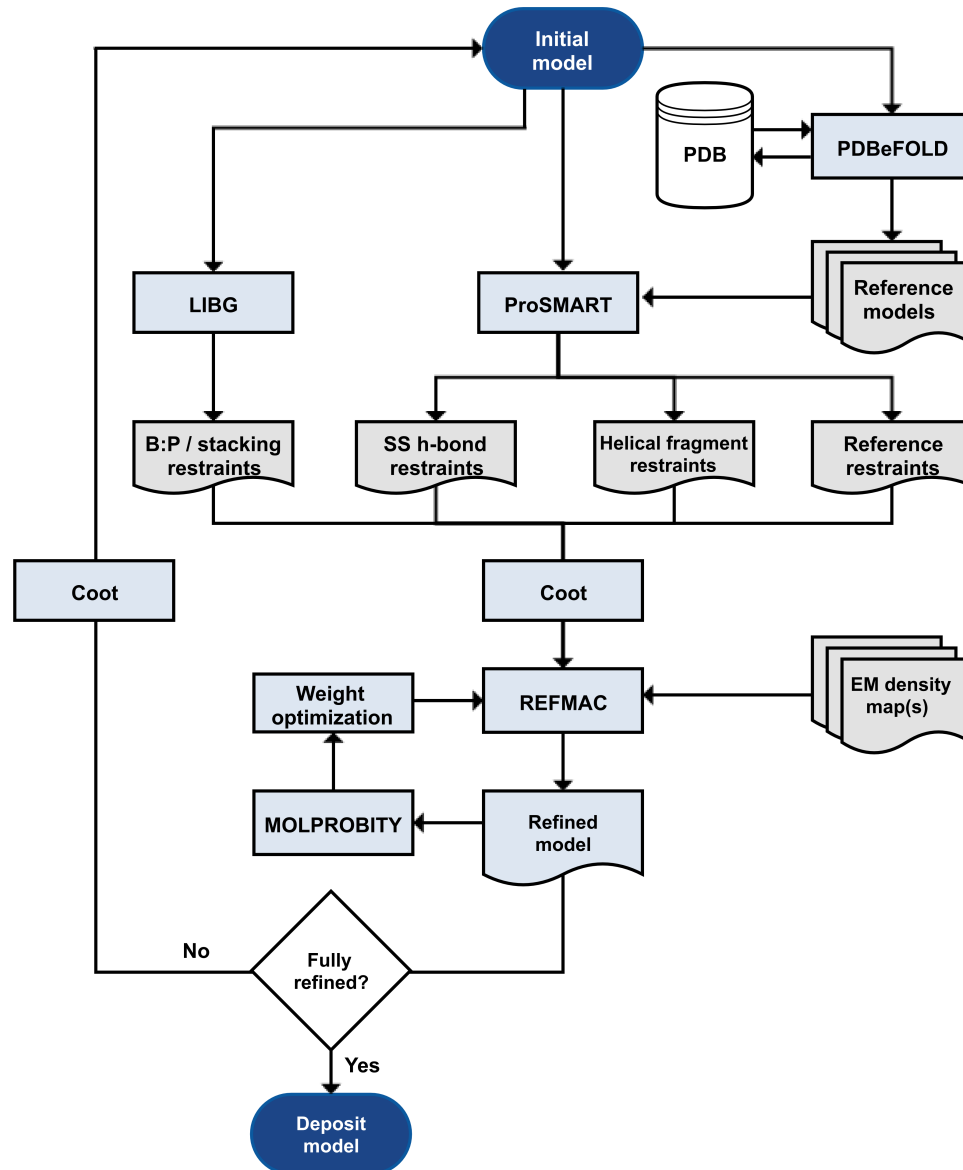 Initial
model
PDB
PDBeFOLD
LIBG
ProSMART
Reference
models
B:P / stacking
restraints
SS h-bond
restraints
Helical fragment
restraints
Reference
restraints
Coot
Coot
Weight
optimization
REFMAC
EM density
map(s)
MOLPROBITY
Refined
model
No
Fully
refined?
Yes
Deposit
model